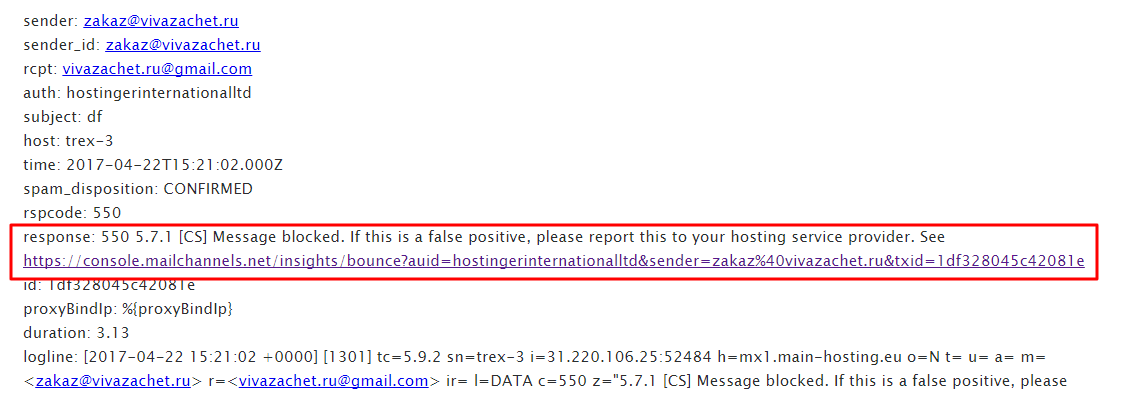 sender: zakaz@vivazachet.ru
sender_id: zakaz@vivazachet.ru
rcpt: vivazachet.ru@gmail.com
auth: hostingerinternationalltd
subject: df
host: trex-3
time: 2017-04-22T15:21:02.000Z
spam_disposition: CONFIRMED
rspcode: 550
response: 550 5.7.1 [CS] Message blocked. If this is a false positive, please report this to your hosting service provider. See
https://console.mailchannels.net/insights/bounce?auid=hostingerinternationalltd&sender=zakaz%40vivazachet.ru&txid=1df328045c42081e
id: 1df328045c42081e
proxyBindIp: %{proxyBindIp}
duration: 3.13
logline: [2017-04-22 15:21:02 +0000] [1301] tc=5.9.2 sn=trex-3 i=31.220.106.25:52484 h=mx1.main-hosting.eu o=N t= u= a= m=
<zakaz@vivazachet.ru> r=<vivazachet.ru@gmail.com> ir= l=DATA c=550 z="5.7.1 [CS] Message blocked. If this is a false positive, please